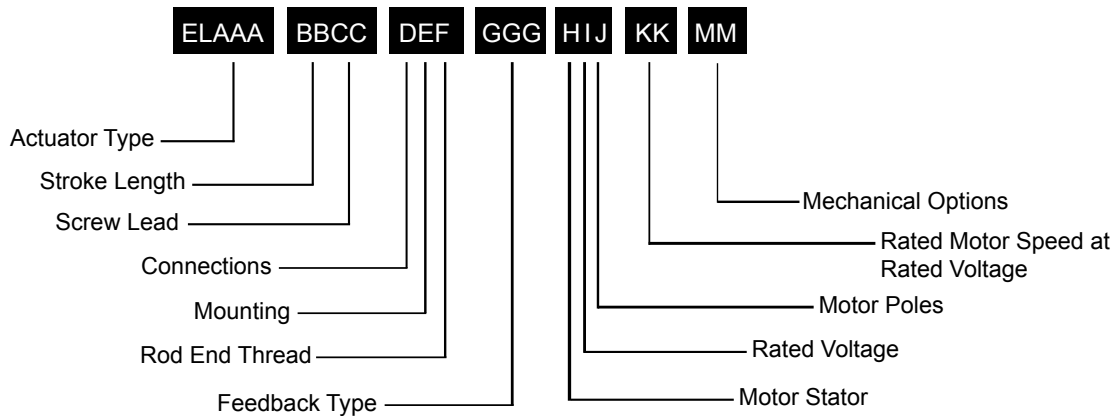 ELAAA BBCC DEF GGG HIJ KK MM
Actuator Type
Stroke Length
Screw Lead
Connections
Mounting
Rod End Thread
Feedback Type
Mechanical Options
Rated Motor Speed at
Rated Voltage
Motor Poles
Rated Voltage
Motor Stator